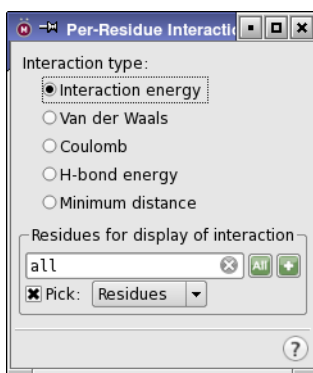 Per-Residue Interactio
Interaction type:
Interaction energy
Van der Waals
Coulomb
H-bond energy
Minimum distance
Residues for display of interaction
all
All
Pick: Residues
?